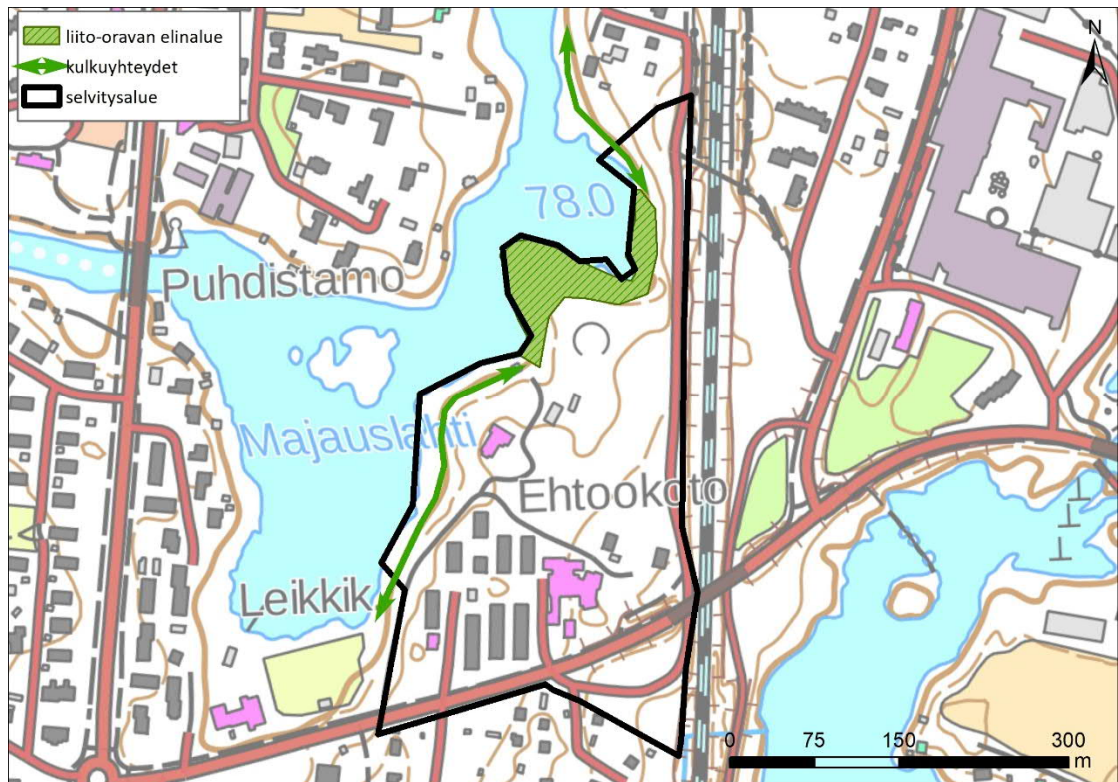 liito-oravan elinalue
kulkuyhteydet
selvitysalue
N
78.0
Puhdistamo
Majauslahti
Ehtookoto
Leikkik
0 75 150 300
m